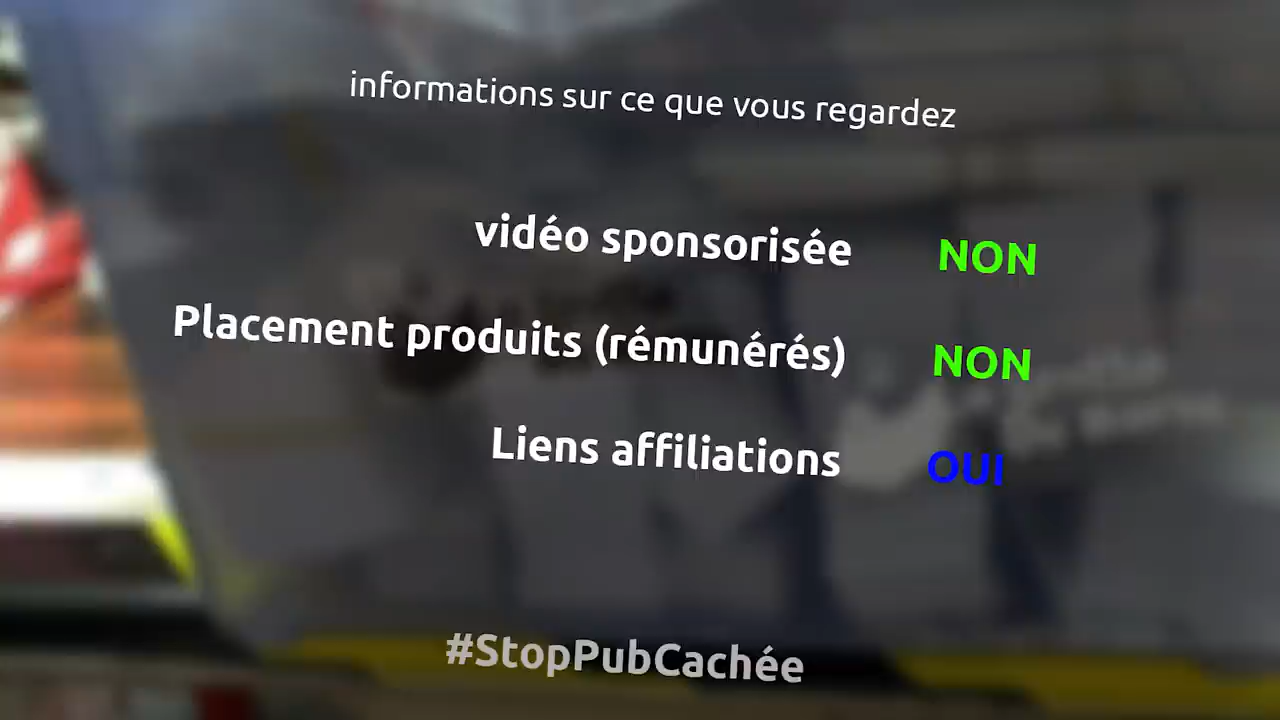 informations sur ce que vous regardez
vidéo sponsorisée NON
Placement produits (rémunérés) NON
Liens affiliations OUI
#StopPubCachée